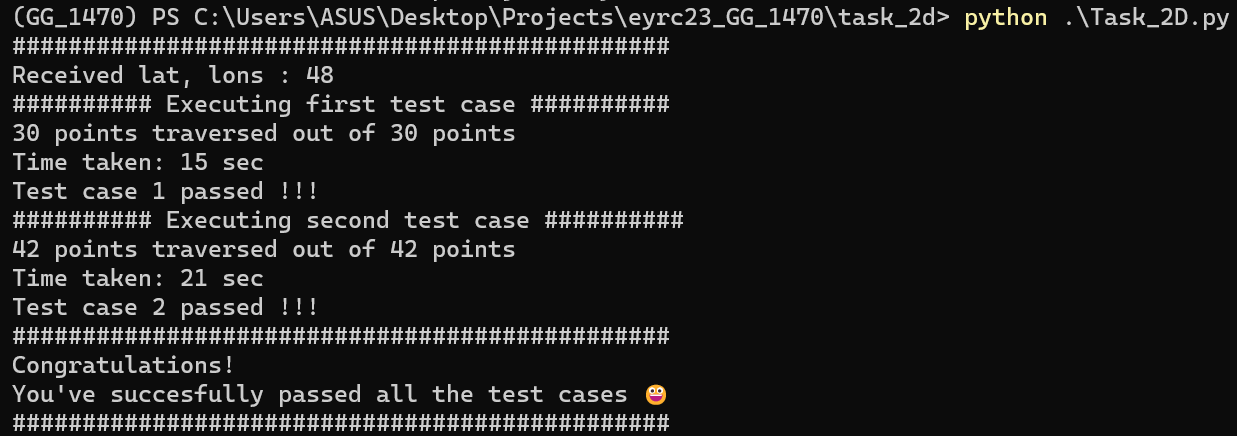 (GG_1470) PS C:\Users\ASUS\Desktop\Projects\eyrc23_GG_1470\task_2d> python .\Task_2D.py
###############################################
Received lat, lons : 48
########## Executing first test case ##########
30 points traversed out of 30 points
Time taken: 15 sec
Test case 1 passed !!!
########## Executing second test case ##########
42 points traversed out of 42 points
Time taken: 21 sec
Test case 2 passed !!!
###############################################
Congratulations!
You've succesfully passed all the test cases 😀
###############################################